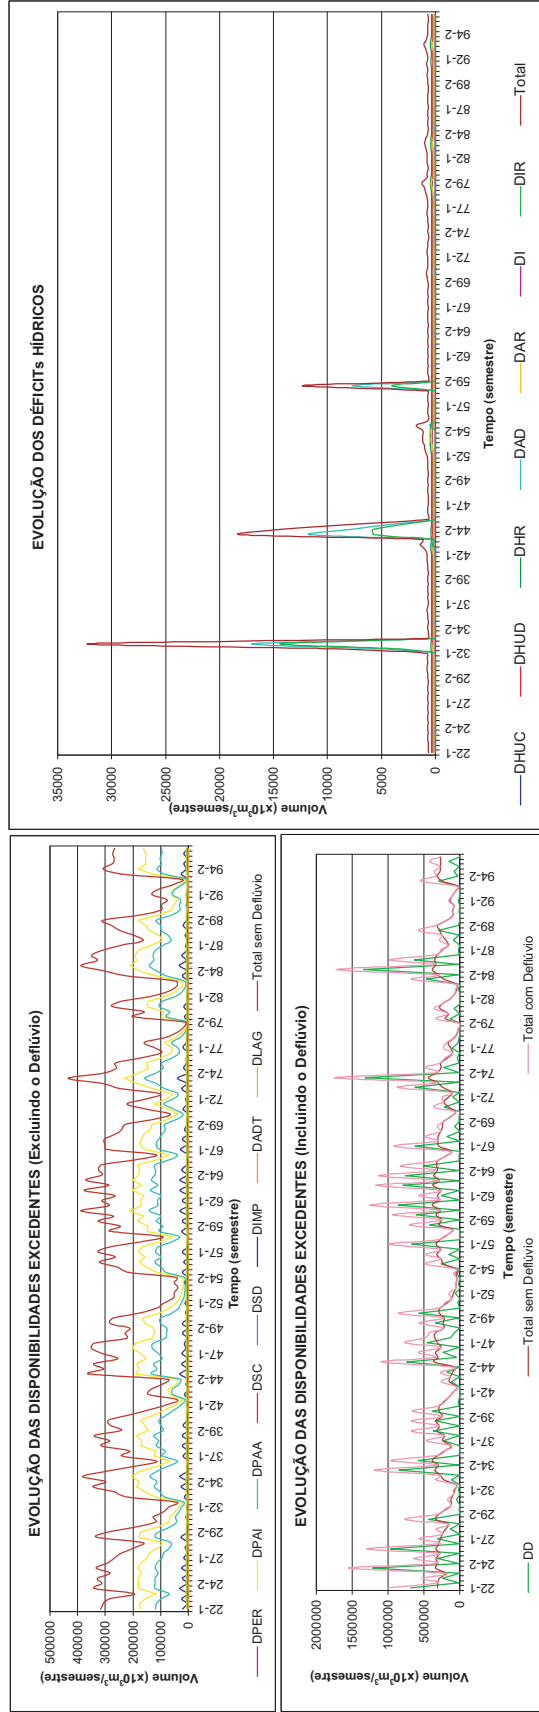 EVOLUÇÃO DAS DISPONIBILIDADES EXCEDENTES (Excluindo o Deflúvio)
Volume (x10³m³/semestre)
500000
400000
300000
200000
100000
0
22-1 24-2 27-1 29-2 32-1 34-2 37-1 39-2 42-1 44-2 47-1 49-2 52-1 54-2 57-1 59-2 62-1 64-2 67-1 69-2 72-1 74-2 77-1 79-2 82-1 84-2 87-1 89-2 92-1 94-2
Tempo (semestre)
DPER DPAI DPAA DSC DSD DIMP DADT DLAG Total sem Deflúvio
EVOLUÇÃO DAS DISPONIBILIDADES EXCEDENTES (Incluindo o Deflúvio)
Volume (x10³m³/semestre)
2000000
1500000
1000000
500000
0
22-1 24-2 27-1 29-2 32-1 34-2 37-1 39-2 42-1 44-2 47-1 49-2 52-1 54-2 57-1 59-2 62-1 64-2 67-1 69-2 72-1 74-2 77-1 79-2 82-1 84-2 87-1 89-2 92-1 94-2
Tempo (semestre)
DD Total sem Deflúvio Total com Deflúvio
EVOLUÇÃO DOS DÉFICITs HÍDRICOS
Volume (x10³m³/semestre)
35000
30000
25000
20000
15000
10000
5000
0
22-1 24-2 27-1 29-2 32-1 34-2 37-1 39-2 42-1 44-2 47-1 49-2 52-1 54-2 57-1 59-2 62-1 64-2 67-1 69-2 72-1 74-2 77-1 79-2 82-1 84-2 87-1 89-2 92-1 94-2
Tempo (semestre)
DHUC DHUD DHR DAD DAR DI DIR Total